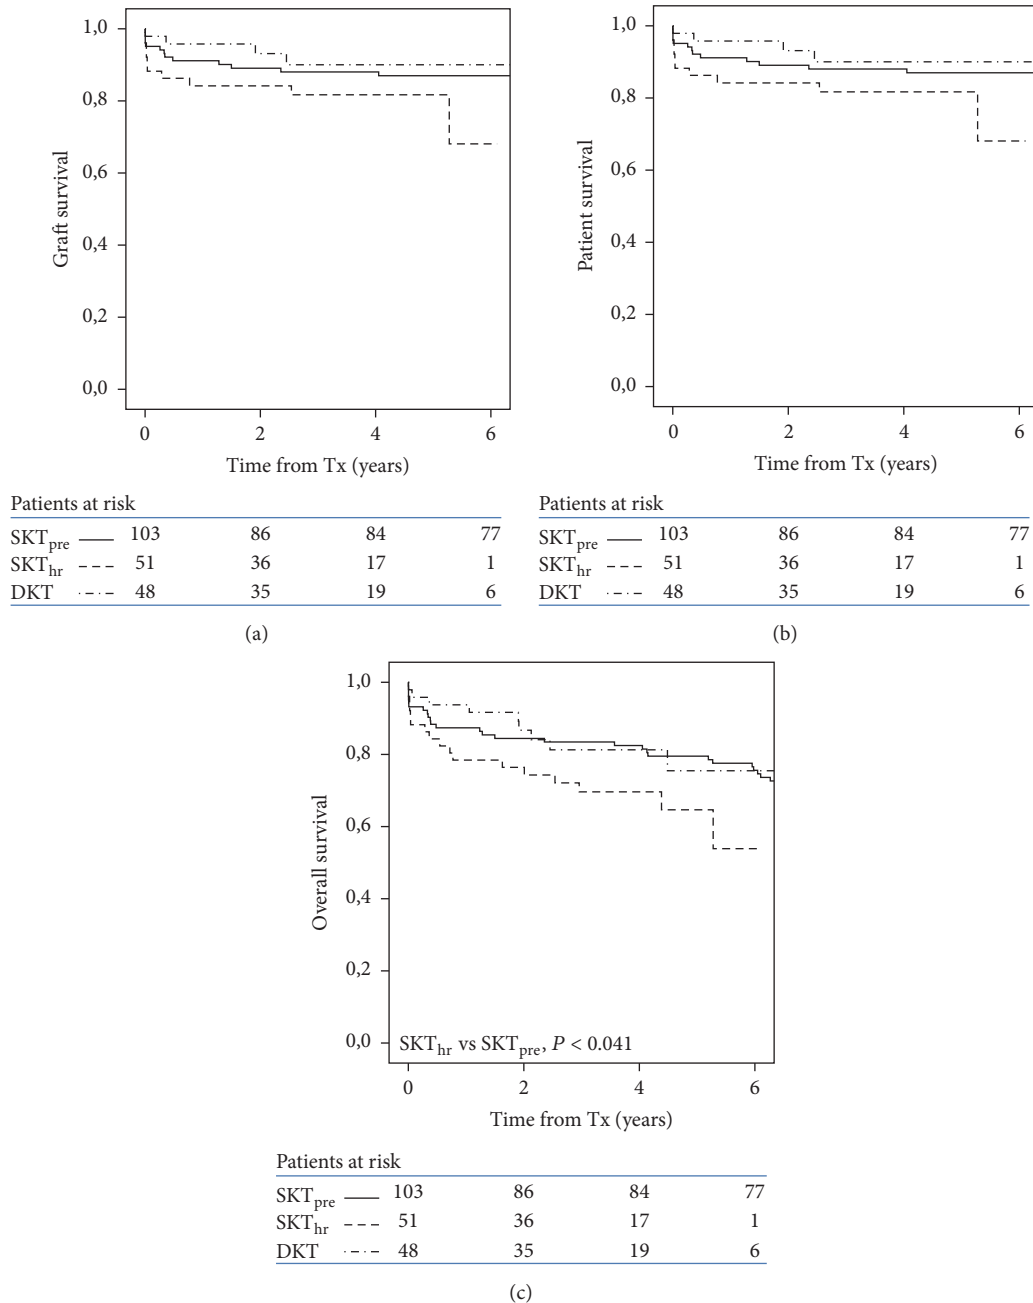 1,0
0,8
0,6
0,4
0,2
0,0
Graft survival
0 2 4 6
Time from Tx (years)
Patients at risk
SKTpre 103 86 84 77
SKThr 51 36 17 1
DKT 48 35 19 6
(a)
1,0
0,8
0,6
0,4
0,2
0,0
Patient survival
0 2 4 6
Time from Tx (years)
Patients at risk
SKTpre 103 86 84 77
SKThr 51 36 17 1
DKT 48 35 19 6
(b)
1,0
0,8
0,6
0,4
0,2
0,0
Overall survival
SKThr vs SKTpre, P < 0.041
0 2 4 6
Time from Tx (years)
Patients at risk
SKTpre 103 86 84 77
SKThr 51 36 17 1
DKT 48 35 19 6
(c)